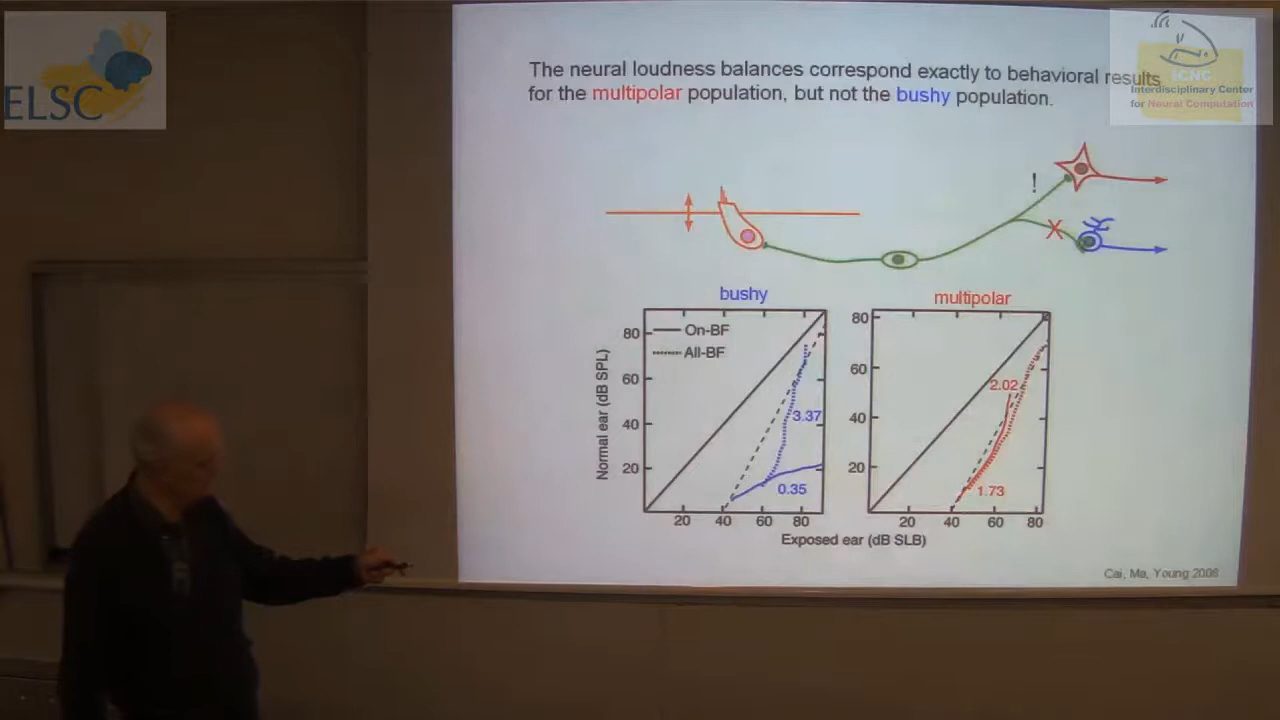 ELSC
ICNC
Interdisciplinary Center
for Neural Computation
The neural loudness balances correspond exactly to behavioral results
for the multipolar population, but not the bushy population.
!
X
bushy
multipolar
On-BF
All-BF
80
60
40
20
3.37
0.35
20 40 60 80
Normal ear (dB SPL)
80
60
40
20
2.02
1.73
20 40 60 80
Exposed ear (dB SLB)
Cai, Ma, Young 2008